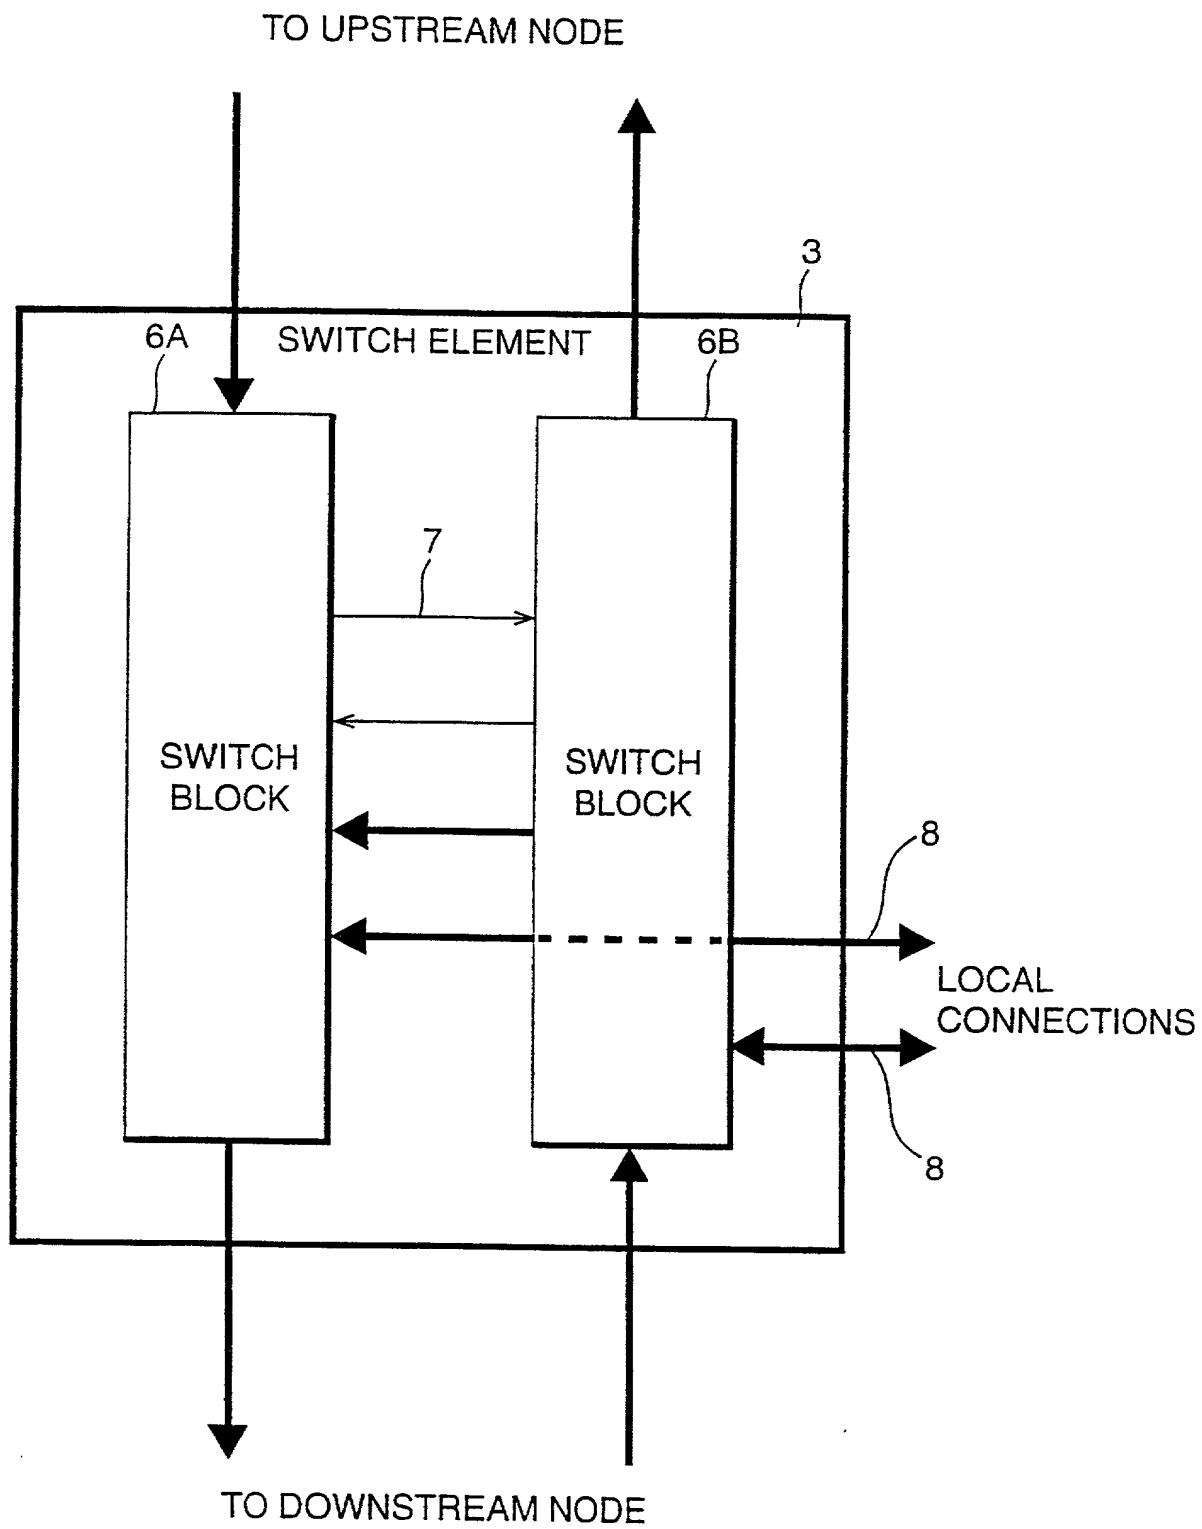 TO UPSTREAM NODE
3
6A
SWITCH ELEMENT
6B
7
SWITCH
BLOCK
SWITCH
BLOCK
8
LOCAL
CONNECTIONS
8
TO DOWNSTREAM NODE